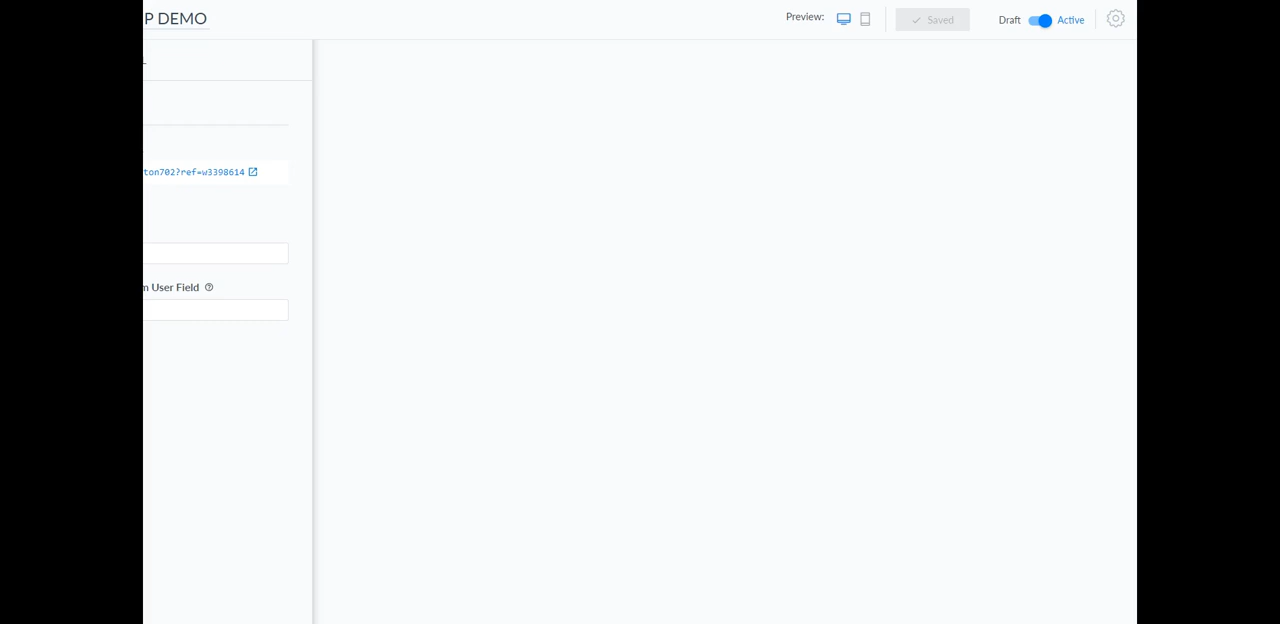 P DEMO
Preview:
Saved
Draft
Active
ton702?ref=w3398614
m User Field